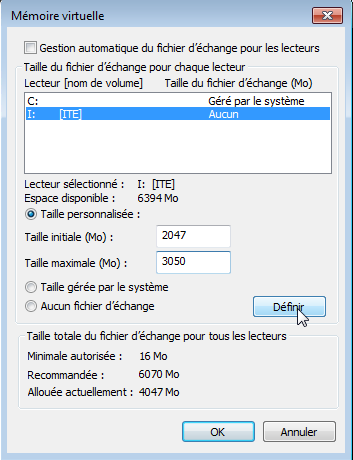 Mémoire virtuelle
Gestion automatique du fichier d'échange pour les lecteurs
Taille du fichier d'échange pour chaque lecteur
Lecteur [nom de volume] Taille du fichier d'échange (Mo)
C: Géré par le système
I: [ITE] Aucun
Lecteur sélectionné : I: [ITE]
Espace disponible : 6394 Mo
Taille personnalisée :
Taille initiale (Mo) : 2047
Taille maximale (Mo) : 3050
Taille gérée par le système
Aucun fichier d'échange
Définir
Taille totale du fichier d'échange pour tous les lecteurs
Minimale autorisée : 16 Mo
Recommandée : 6070 Mo
Allouée actuellement : 4047 Mo
OK Annuler